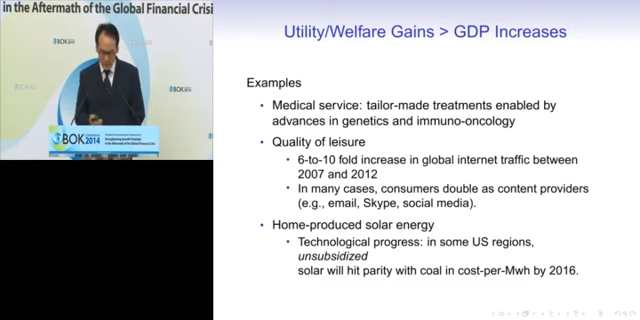 in the Aftermath of the Global Financial Crisi
BOK
BOK
BOK 2014
Strengthening Growth Potentials
in the Aftermath of the Global Financial Crisis
Utility/Welfare Gains > GDP Increases
Examples
• Medical service: tailor-made treatments enabled by
advances in genetics and immuno-oncology
• Quality of leisure
• 6-to-10 fold increase in global internet traffic between
2007 and 2012
• In many cases, consumers double as content providers
(e.g., email, Skype, social media).
• Home-produced solar energy
• Technological progress: in some US regions,
unsubsidized
solar will hit parity with coal in cost-per-Mwh by 2016.